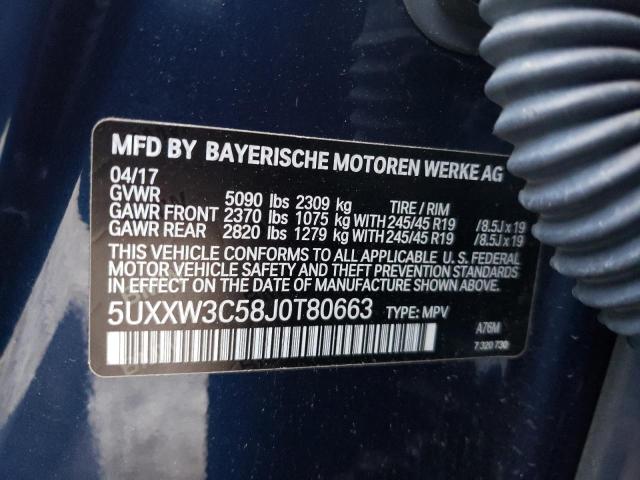 MFD BY BAYERISCHE MOTOREN WERKE AG
04/17
GVWR 5090 lbs 2309 kg TIRE / RIM
GAWR FRONT 2370 lbs 1075 kg WITH 245/45 R19 /8.5J x 19
GAWR REAR 2820 lbs 1279 kg WITH 245/45 R19 /8.5J x 19
THIS VEHICLE CONFORMS TO ALL APPLICABLE U. S. FEDERAL
MOTOR VEHICLE SAFETY AND THEFT PREVENTION STANDARDS
IN EFFECT ON THE DATE OF MANUFACTURE SHOWN ABOVE.
5UXXW3C58J0T80663 TYPE: MPV
A76M
7 320 730